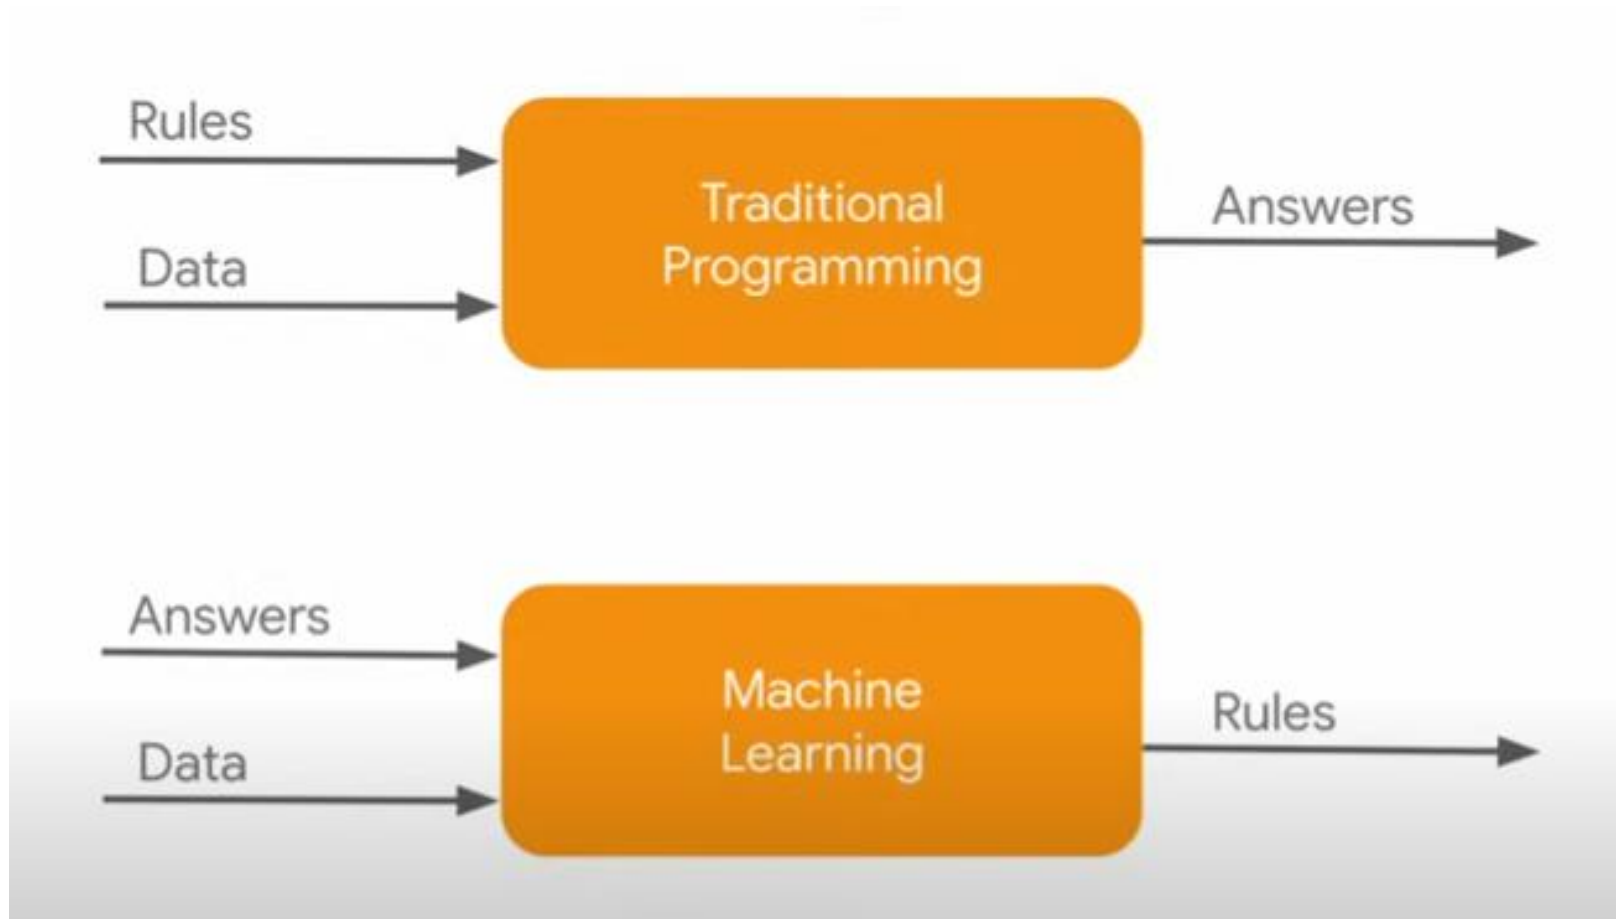 Rules
Data
Traditional
Programming
Answers
Answers
Data
Machine
Learning
Rules